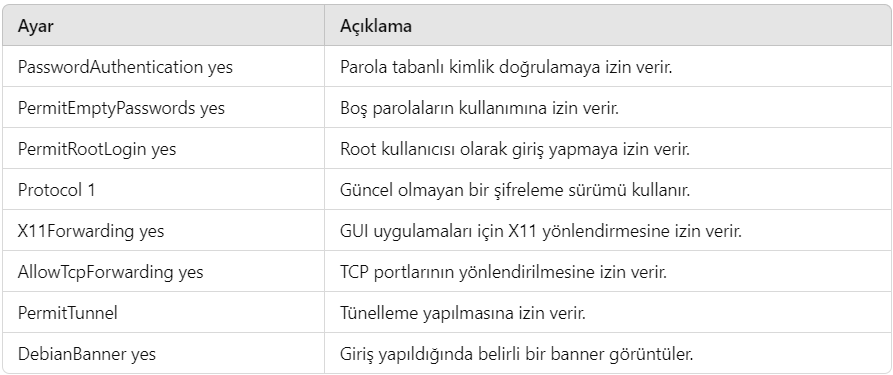 Ayar Açıklama
PasswordAuthentication yes Parola tabanlı kimlik doğrulamaya izin verir.
PermitEmptyPasswords yes Boş parolaların kullanımına izin verir.
PermitRootLogin yes Root kullanıcısı olarak giriş yapmaya izin verir.
Protocol 1 Güncel olmayan bir şifreleme sürümü kullanır.
X11Forwarding yes GUI uygulamaları için X11 yönlendirmesine izin verir.
AllowTcpForwarding yes TCP portlarının yönlendirilmesine izin verir.
PermitTunnel Tünelleme yapılmasına izin verir.
DebianBanner yes Giriş yapıldığında belirli bir banner görüntüler.